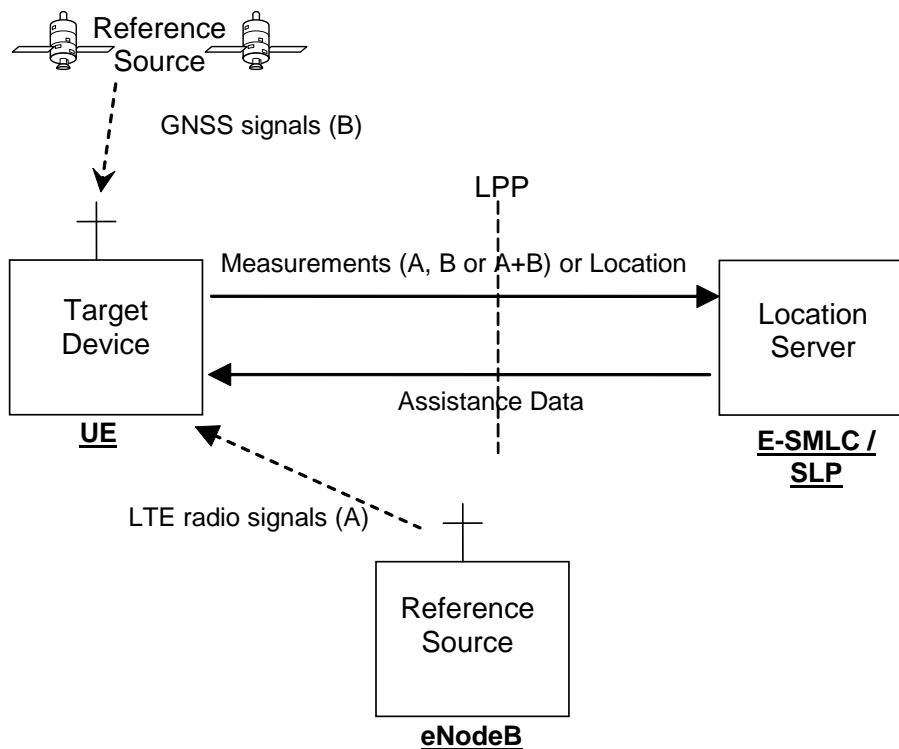 Reference
Source
GNSS signals (B)
LPP
Measurements (A, B or A+B) or Location
Target
Device
Location
Server
Assistance Data
UE
E-SMLC /
SLP
LTE radio signals (A)
Reference
Source
eNodeB